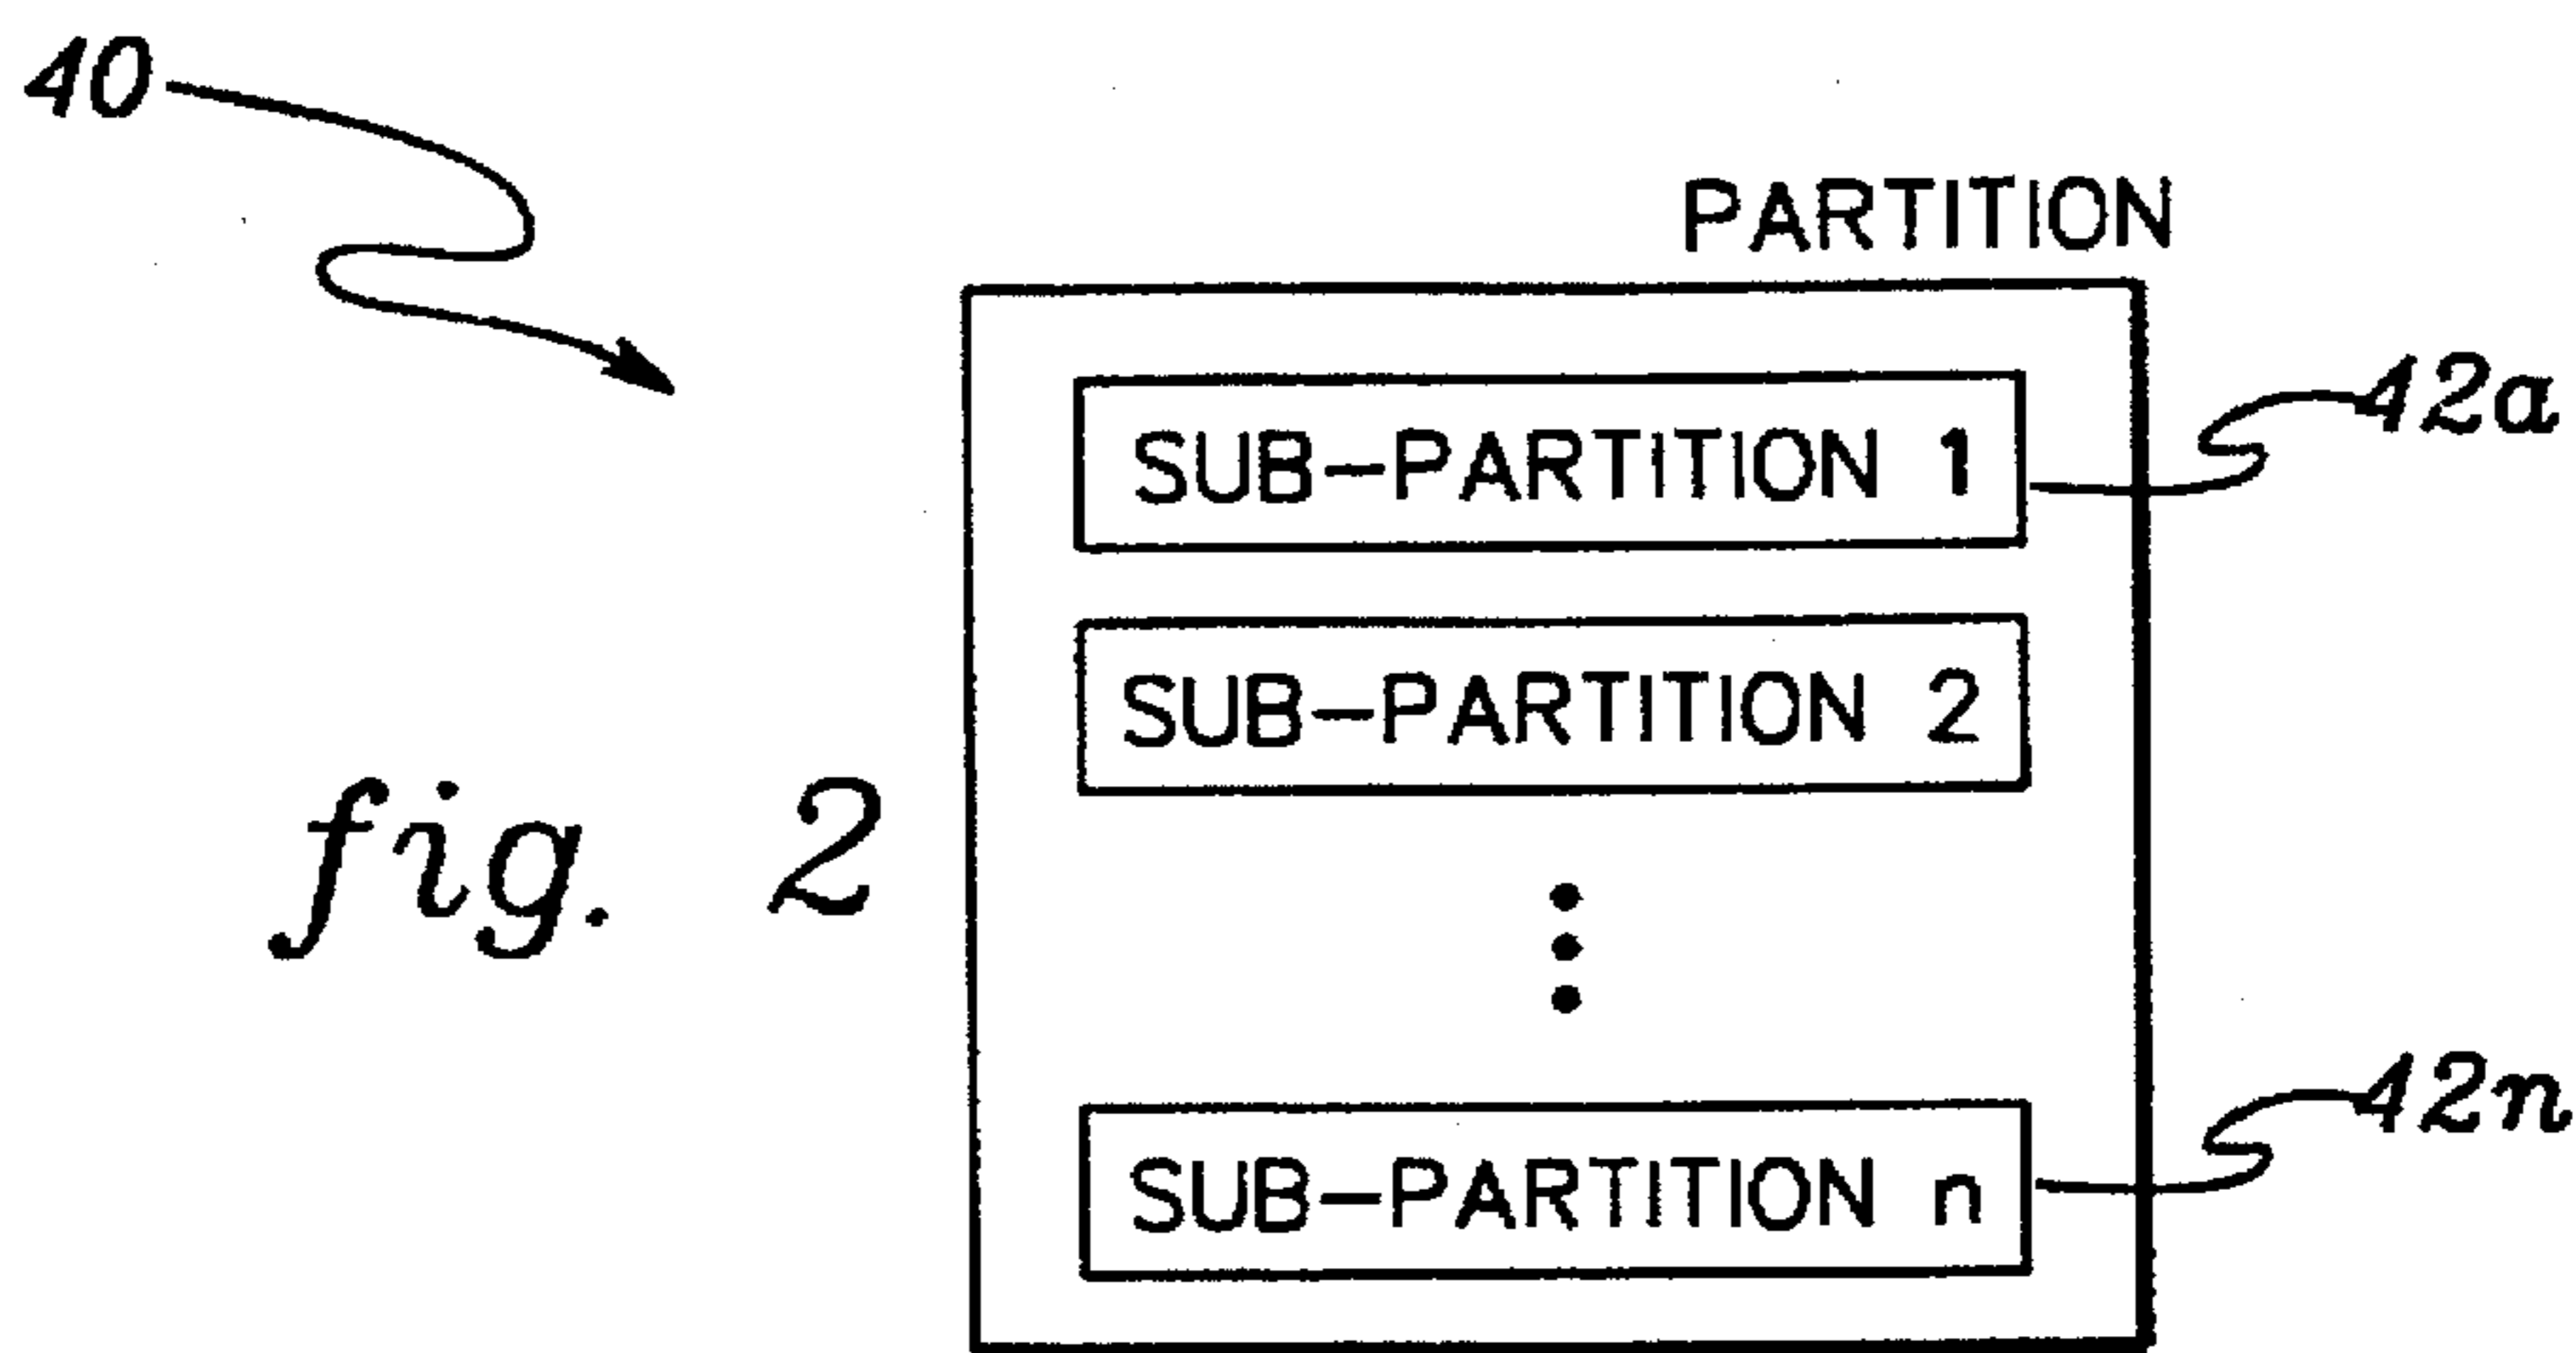 40
PARTITION
SUB-PARTITION 1
42a
SUB-PARTITION 2
fig. 2
SUB-PARTITION n
42n